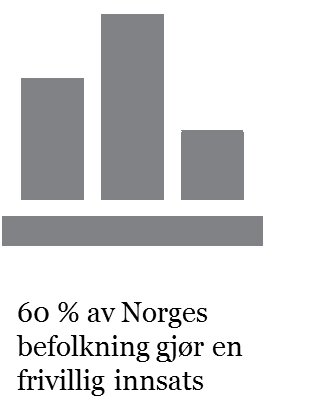 60 % av Norges
befolkning gjør en
frivillig innsats